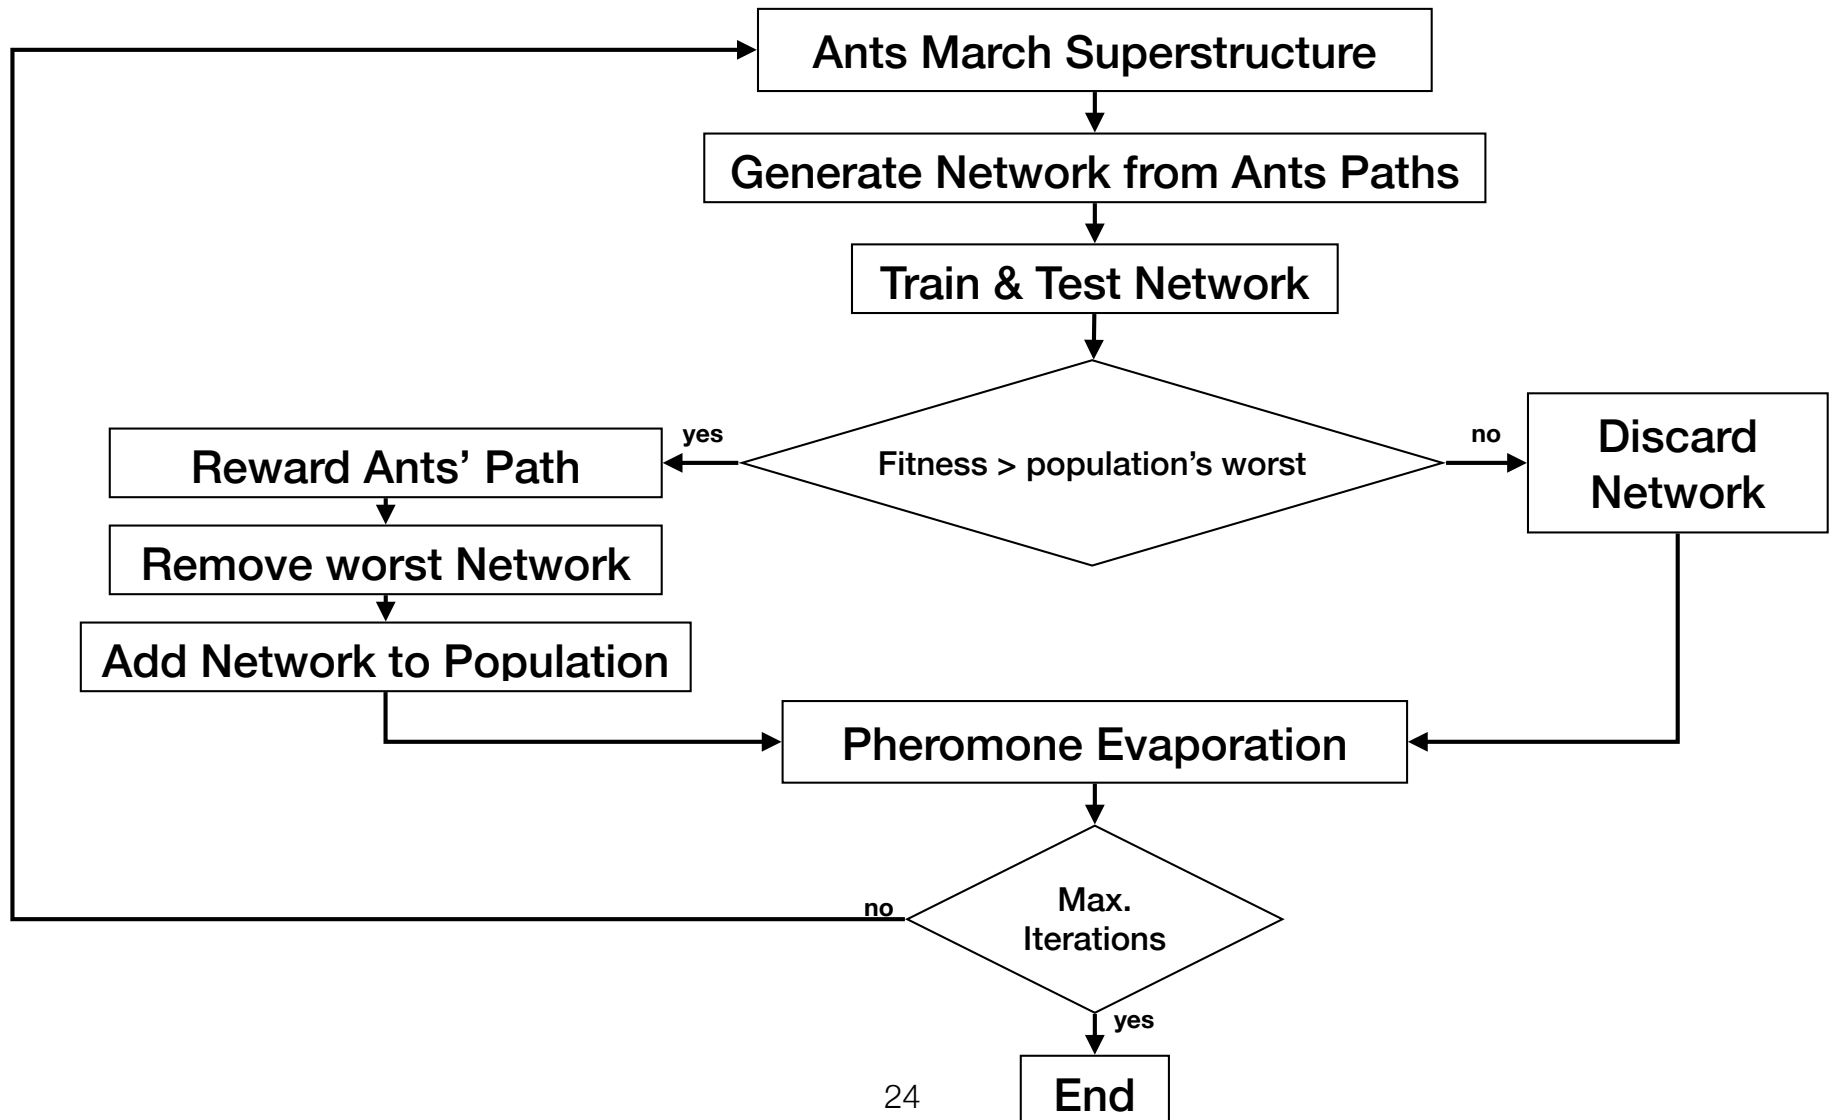 Ants March Superstructure
Generate Network from Ants Paths
Train & Test Network
Fitness > population’s worst
yes
no
Reward Ants’ Path
Discard
Network
Remove worst Network
Add Network to Population
Pheromone Evaporation
Max.
Iterations
no
yes
End
24